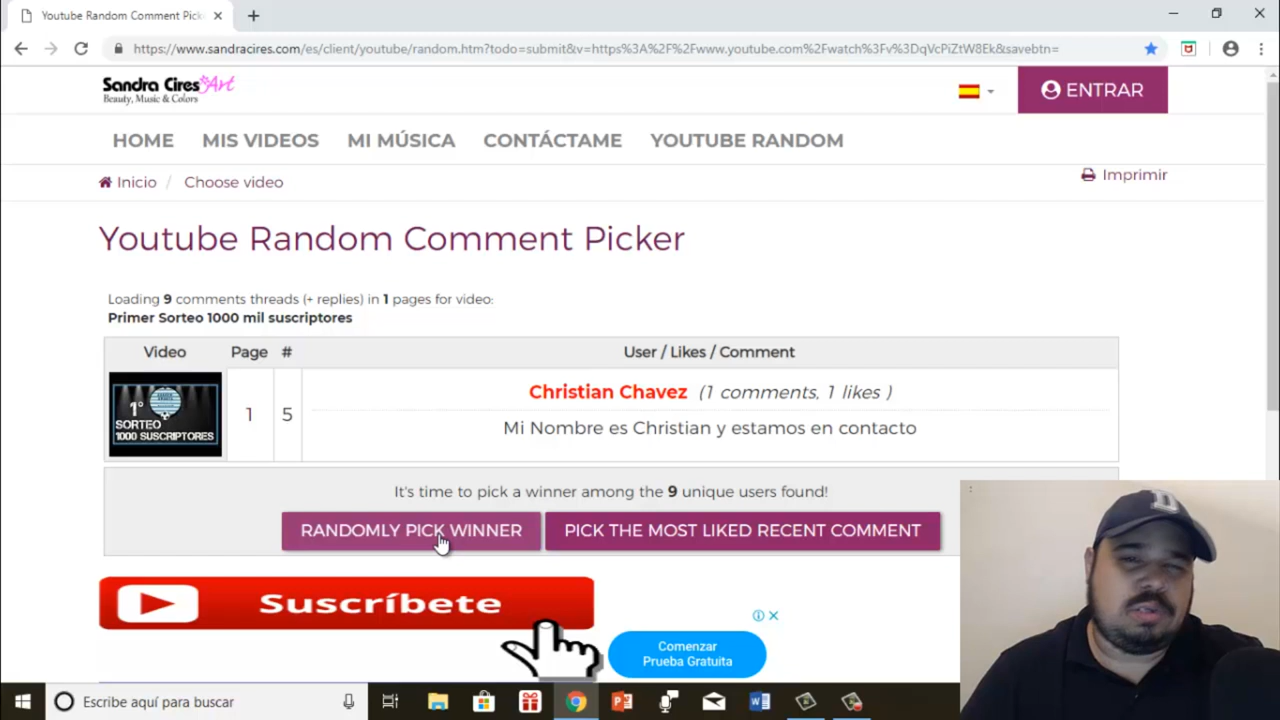 Youtube Random Comment Pick
https://www.sandracires.com/es/client/youtube/random.htm?todo=submit&v=https%3A%2F%2Fwww.youtube.com%2Fwatch%3Fv%3DqVcPiZtW8Ek&savebtn=
Sandra Cires Art
Beauty, Music & Colors
ENTRAR
HOME MIS VIDEOS MI MÚSICA CONTÁCTAME YOUTUBE RANDOM
Inicio / Choose video
Imprimir
Youtube Random Comment Picker
Loading 9 comments threads (+ replies) in 1 pages for video:
Primer Sorteo 1000 mil suscriptores
Video Page # User / Likes / Comment
1°
SORTEO
1000 SUSCRIPTORES
1 5
Christian Chavez (1 comments, 1 likes )
Mi Nombre es Christian y estamos en contacto
It's time to pick a winner among the 9 unique users found!
RANDOMLY PICK WINNER PICK THE MOST LIKED RECENT COMMENT
Suscríbete
Comenzar
Prueba Gratuita
Escribe aquí para buscar